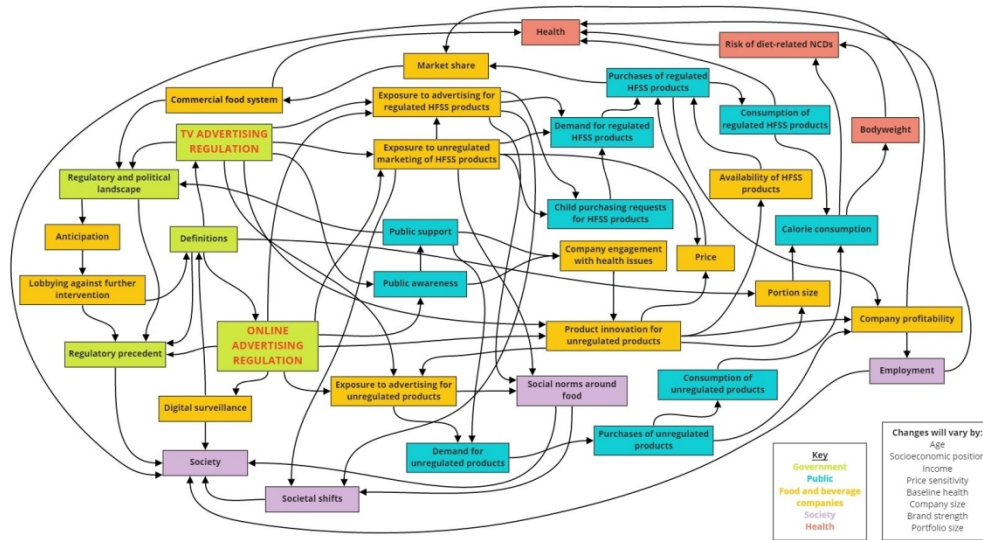 Health
Risk of diet-related NCDs
Market share
Purchases of regulated
HFSS products
Commercial food system
Exposure to advertising for
regulated HFSS products
Consumption of
regulated HFSS products
TV ADVERTISING
REGULATION
Demand for regulated
HFSS products
Bodyweight
Exposure to unregulated
marketing of HFSS products
Regulatory and political
landscape
Availability of HFSS
products
Child purchasing requests
for HFSS products
Anticipation
Definitions
Public support
Calorie consumption
Company engagement
with health issues
Price
Lobbying against further
intervention
Public awareness
Portion size
ONLINE
ADVERTISING
REGULATION
Product innovation for
unregulated products
Company profitability
Regulatory precedent
Employment
Exposure to advertising for
unregulated products
Social norms around
food
Consumption of
unregulated products
Digital surveillance
Purchases of unregulated
products
Demand for
unregulated products
Society
Societal shifts
Key
Government
Public
Food and beverage
companies
Society
Health
Changes will vary by:
Age
Socioeconomic position
Income
Price sensitivity
Baseline health
Company size
Brand strength
Portfolio size